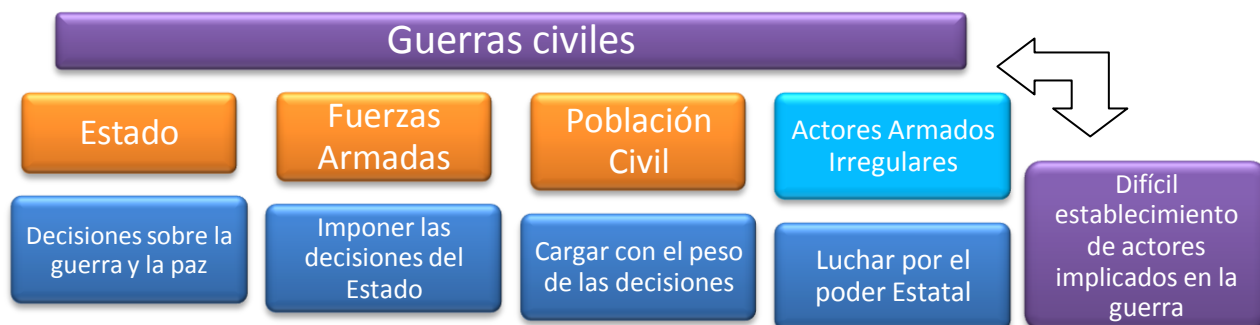 Guerras civiles
Estado
Fuerzas
Armadas
Población
Civil
Actores Armados
Irregulares
Decisiones sobre la
guerra y la paz
Imponer las
decisiones del
Estado
Cargar con el peso
de las decisiones
Luchar por el
poder Estatal
Difícil
establecimiento
de actores
implicados en la
guerra